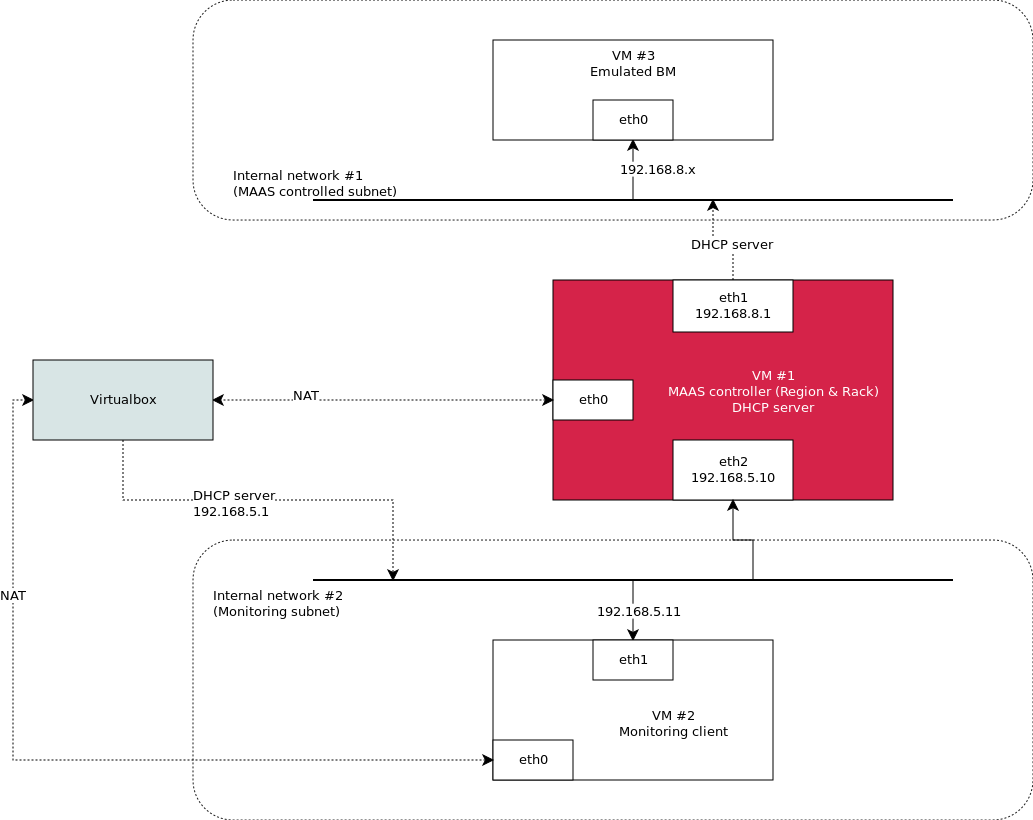 VM #3
Emulated BM
eth0
192.168.8.x
Internal network #1
(MAAS controlled subnet)
DHCP server
eth1
192.168.8.1
VM #1
MAAS controller (Region & Rack)
DHCP server
eth0
NAT
Virtualbox
eth2
192.168.5.10
DHCP server
192.168.5.1
NAT
Internal network #2
(Monitoring subnet)
192.168.5.11
eth1
VM #2
Monitoring client
eth0